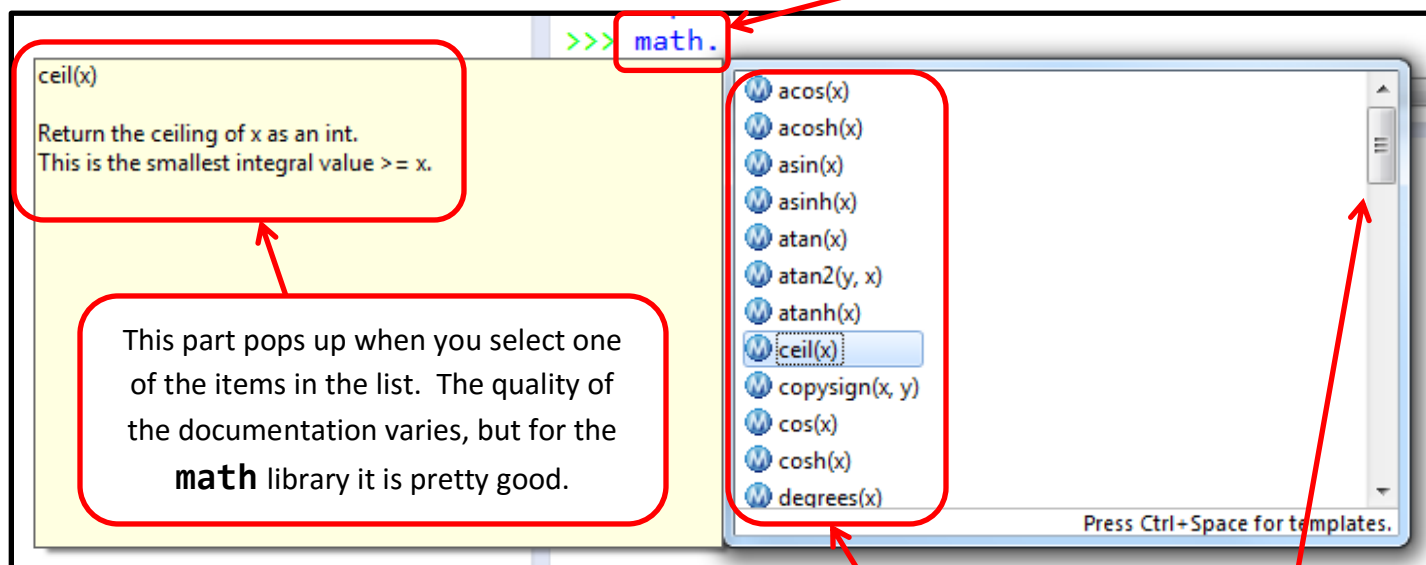 >>> math.
ceil(x)
Return the ceiling of x as an int.
This is the smallest integral value >= x.
This part pops up when you select one
of the items in the list. The quality of
the documentation varies, but for the
math library it is pretty good.
acos(x)
acosh(x)
asin(x)
asinh(x)
atan(x)
atan2(y, x)
atanh(x)
ceil(x)
copysign(x, y)
cos(x)
cosh(x)
degrees(x)
Press Ctrl+Space for templates.